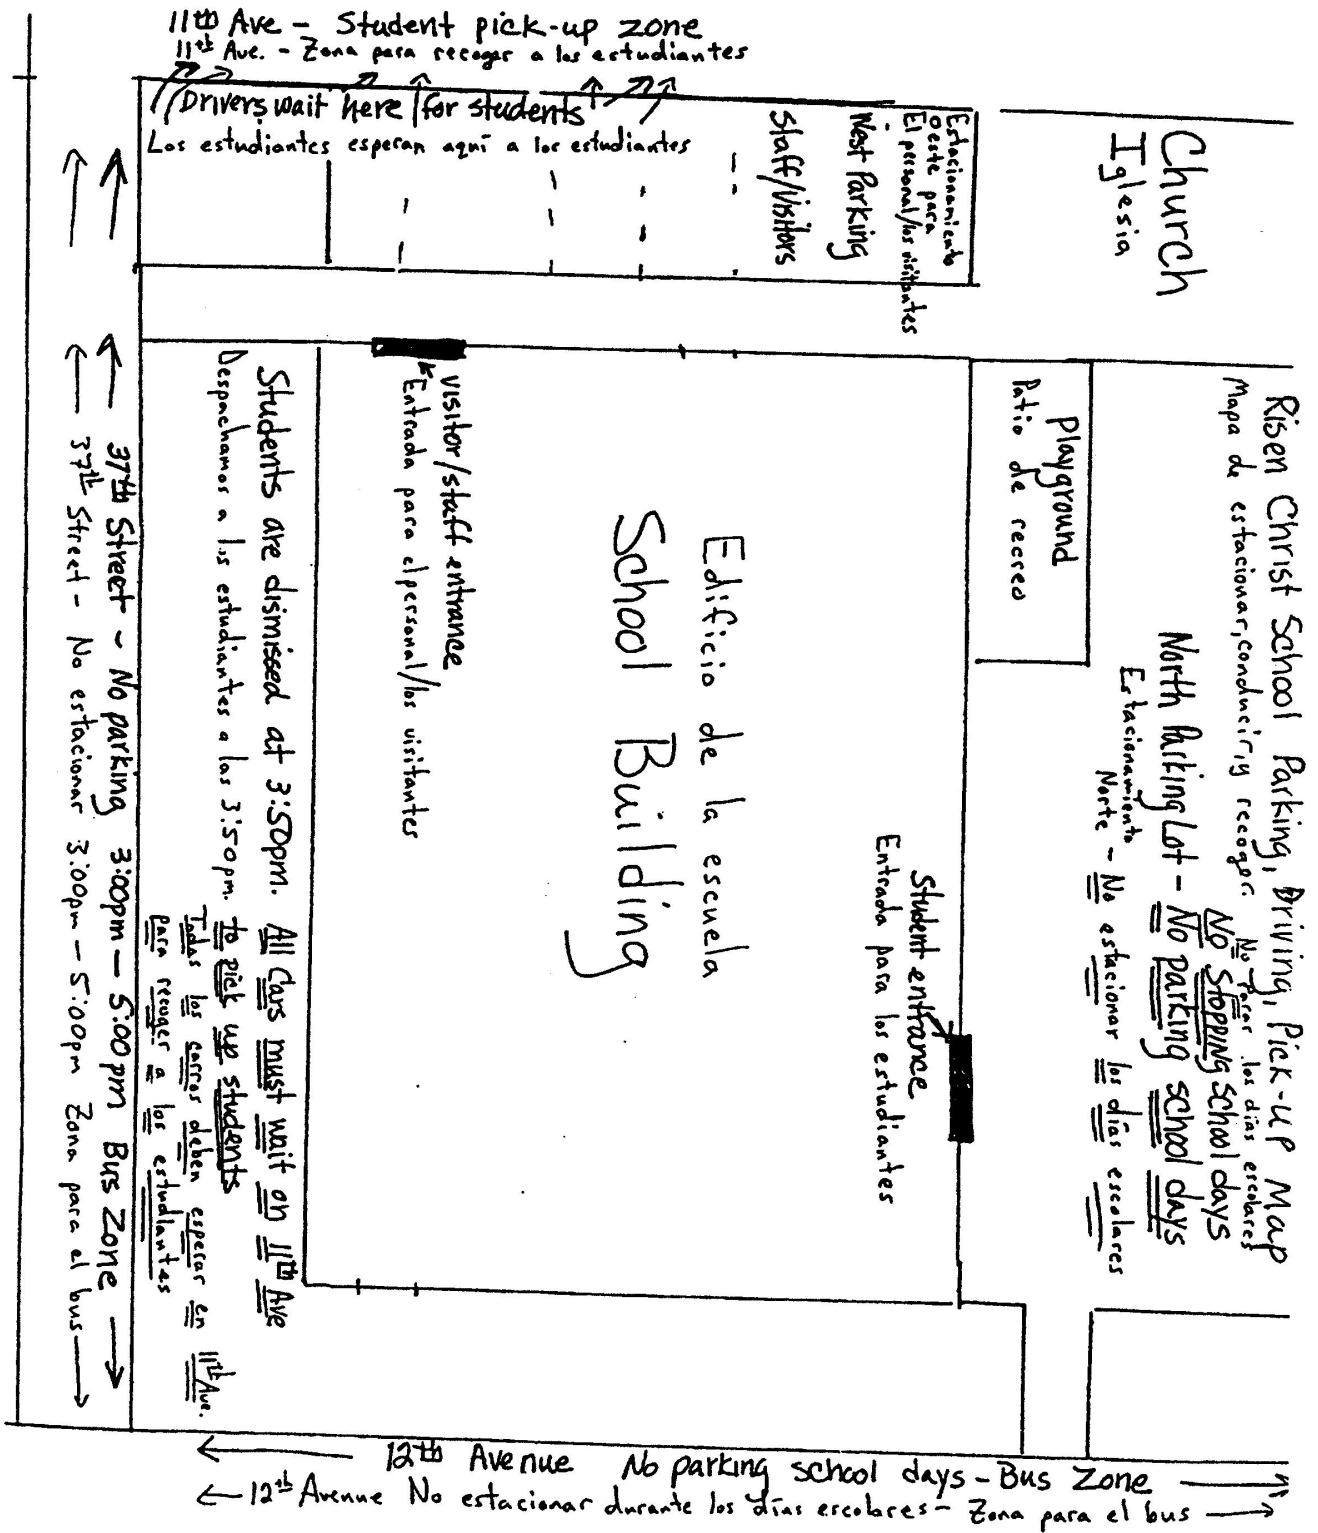 11th Ave - Student pick-up zone
11th Ave. - Zona para recoger a los estudiantes
Drivers wait here for students
Los estudiantes esperan aquí a los estudiantes
Staff/Visitors
West Parking
El personal/los visitantes
oeste para
Estacionamiento
Church
Iglesia
Risen Christ School Parking, Driving, Pick-up Map
Mapa de estacionar, conducir, y recoger:
No Parar los días escolares
No Stopping school days
North Parking Lot - No parking school days
Estacionamiento
Norte - No estacionar los días escolares
Playground
Patio de recreo
Student entrance
Entrada para los estudiantes
Edificio de la escuela
School Building
visitor/staff entrance
Entrada para el personal/los visitantes
Students are dismissed at 3:50pm. All Cars must wait on 11th Ave
to pick up students
Despachamos a los estudiantes a las 3:50pm.
Todas los carros deben esperar en 11th Ave.
para recoger a los estudiantes
37th Street - No parking 3:00pm - 5:00pm Bus Zone
37th Street - No estacionar 3:00pm - 5:00pm Zona para el bus
12th Avenue No parking school days - Bus Zone
12th Avenue No estacionar durante los días escolares - Zona para el bus